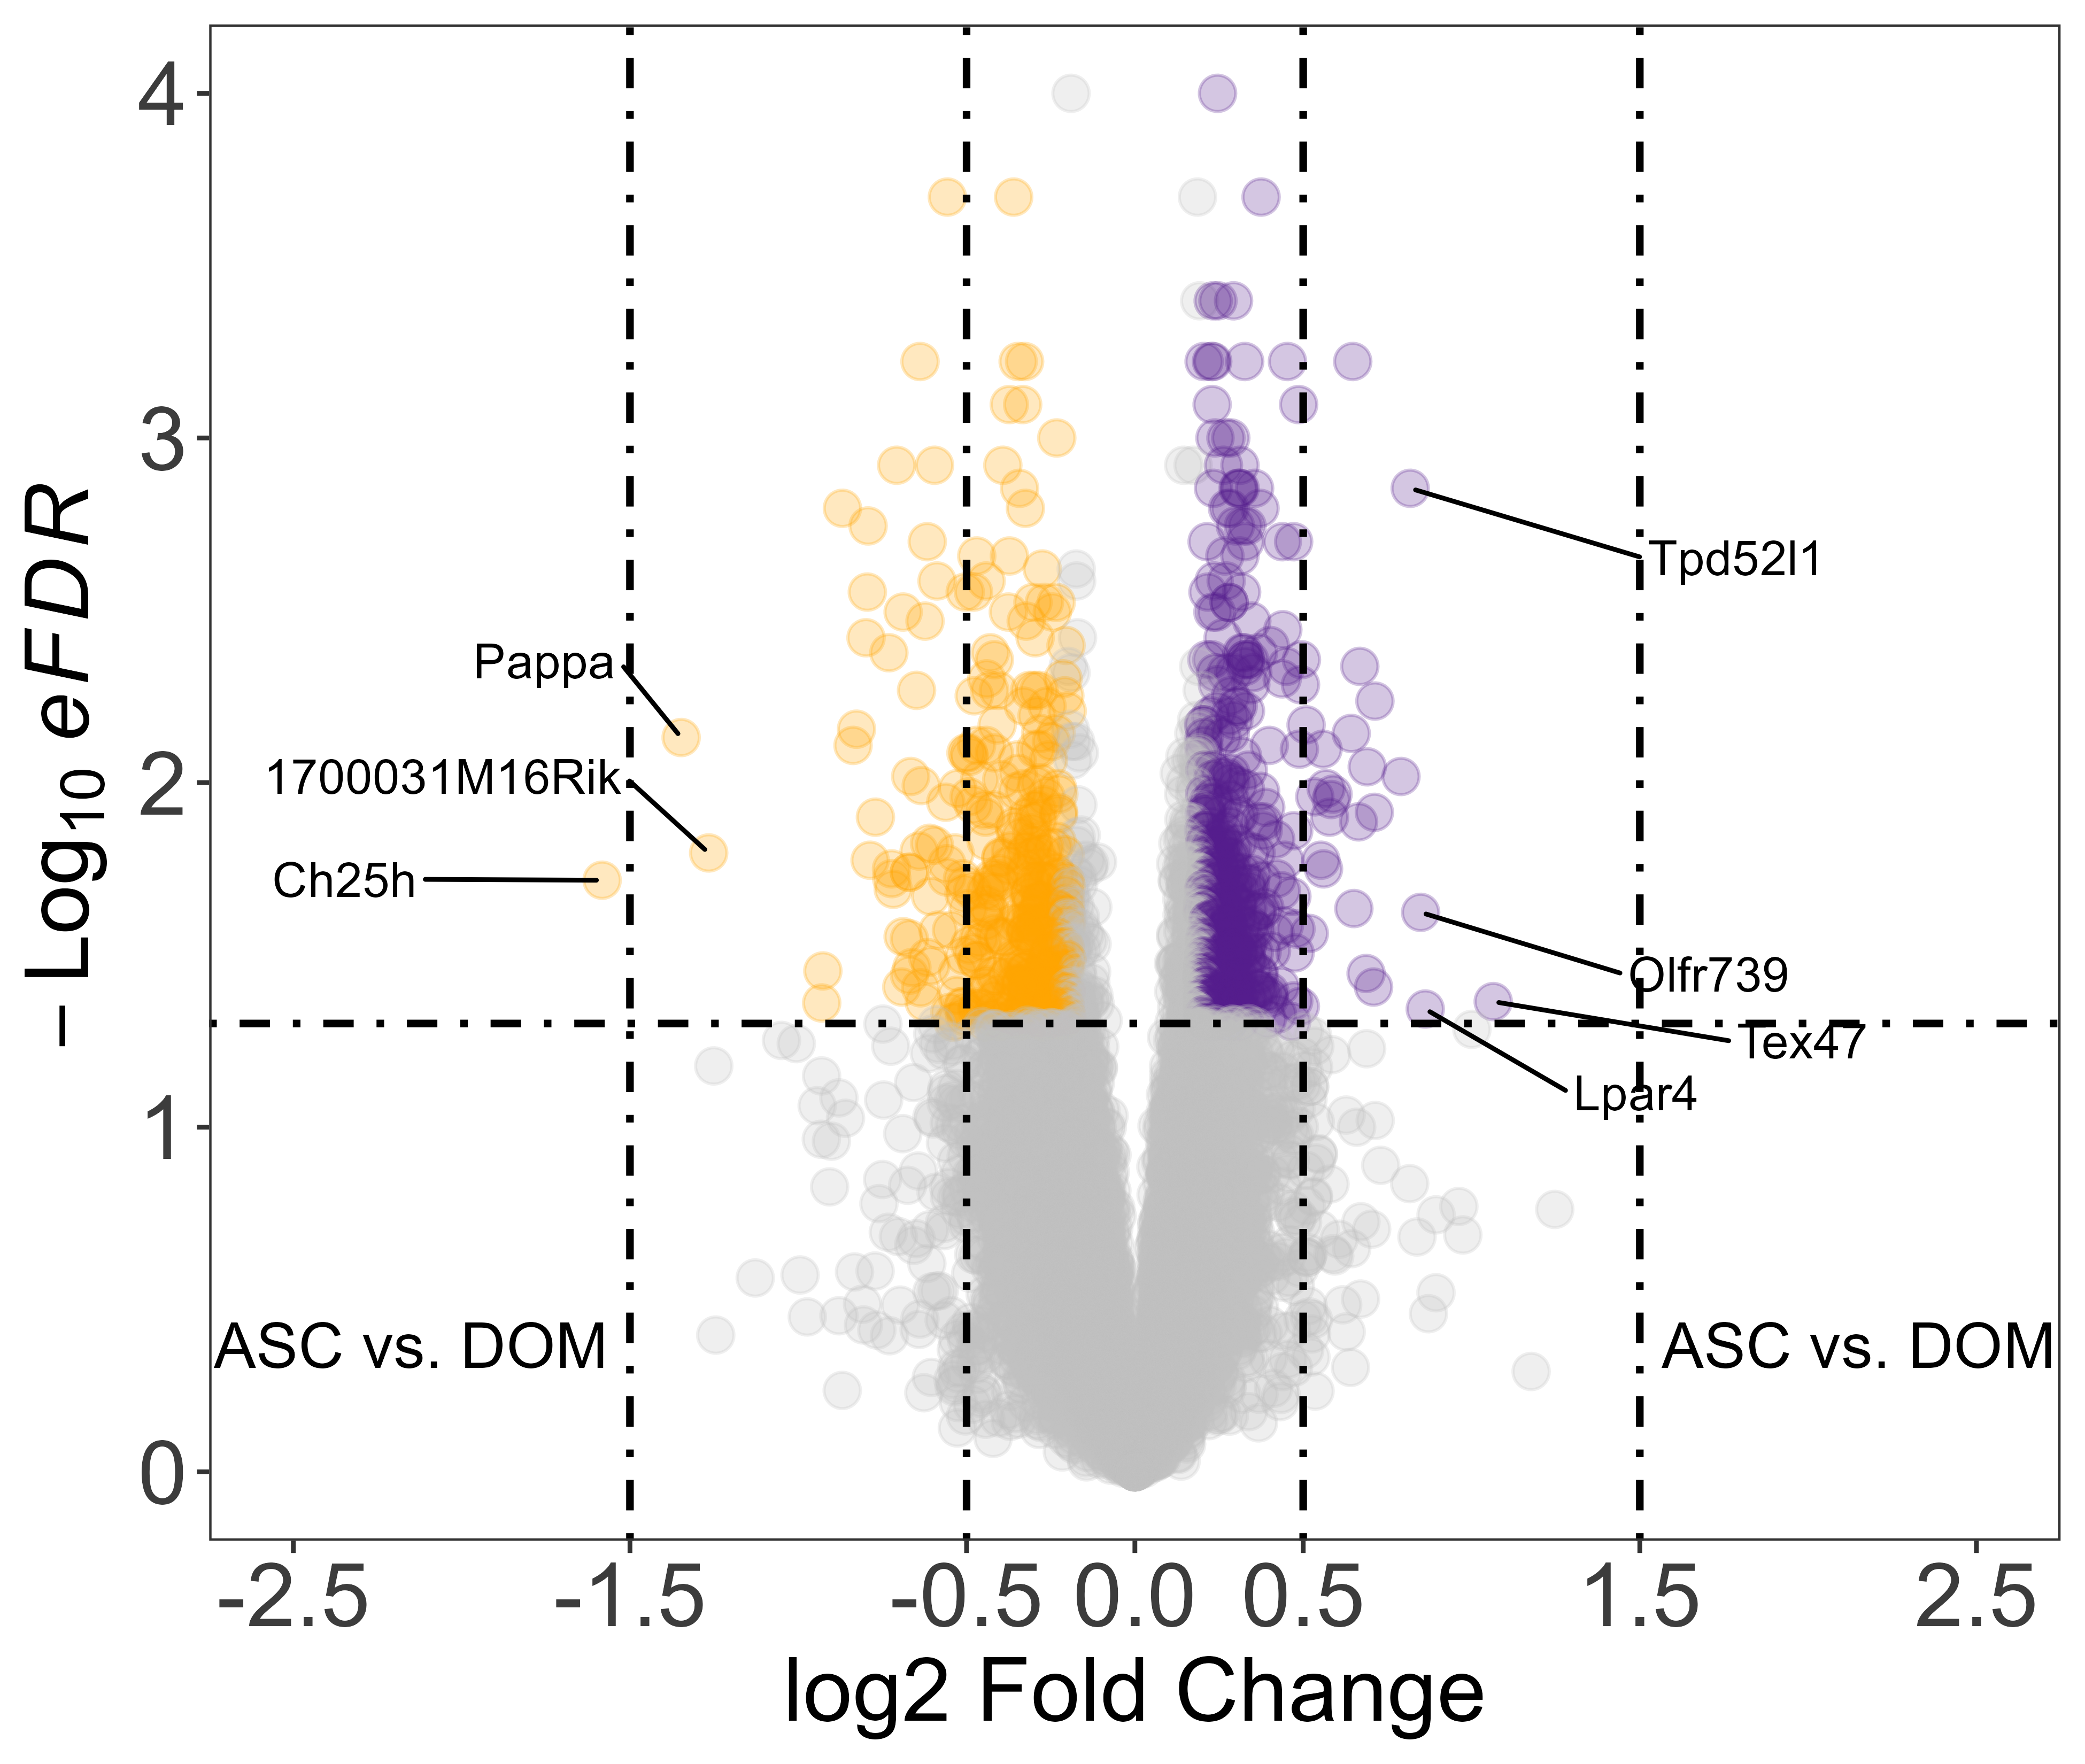 4
3
2
1
0
− Log10 eFDR
Tpd52l1
Pappa
1700031M16Rik
Ch25h
Olfr739
Tex47
Lpar4
ASC vs. DOM
ASC vs. DOM
-2.5 -1.5 -0.5 0.0 0.5 1.5 2.5
log2 Fold Change